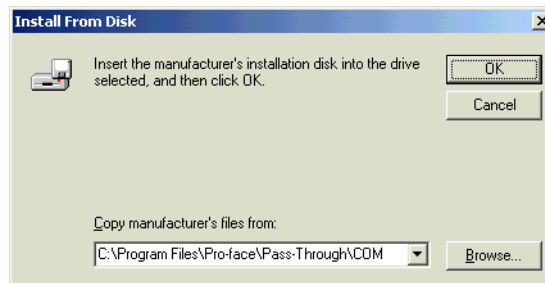 Install From Disk
Insert the manufacturer's installation disk into the drive
selected, and then click OK.
OK
Cancel
Copy manufacturer's files from:
C:\Program Files\Pro-face\Pass-Through\COM
Browse...